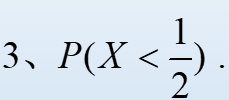 3、P(X < 1/2) .